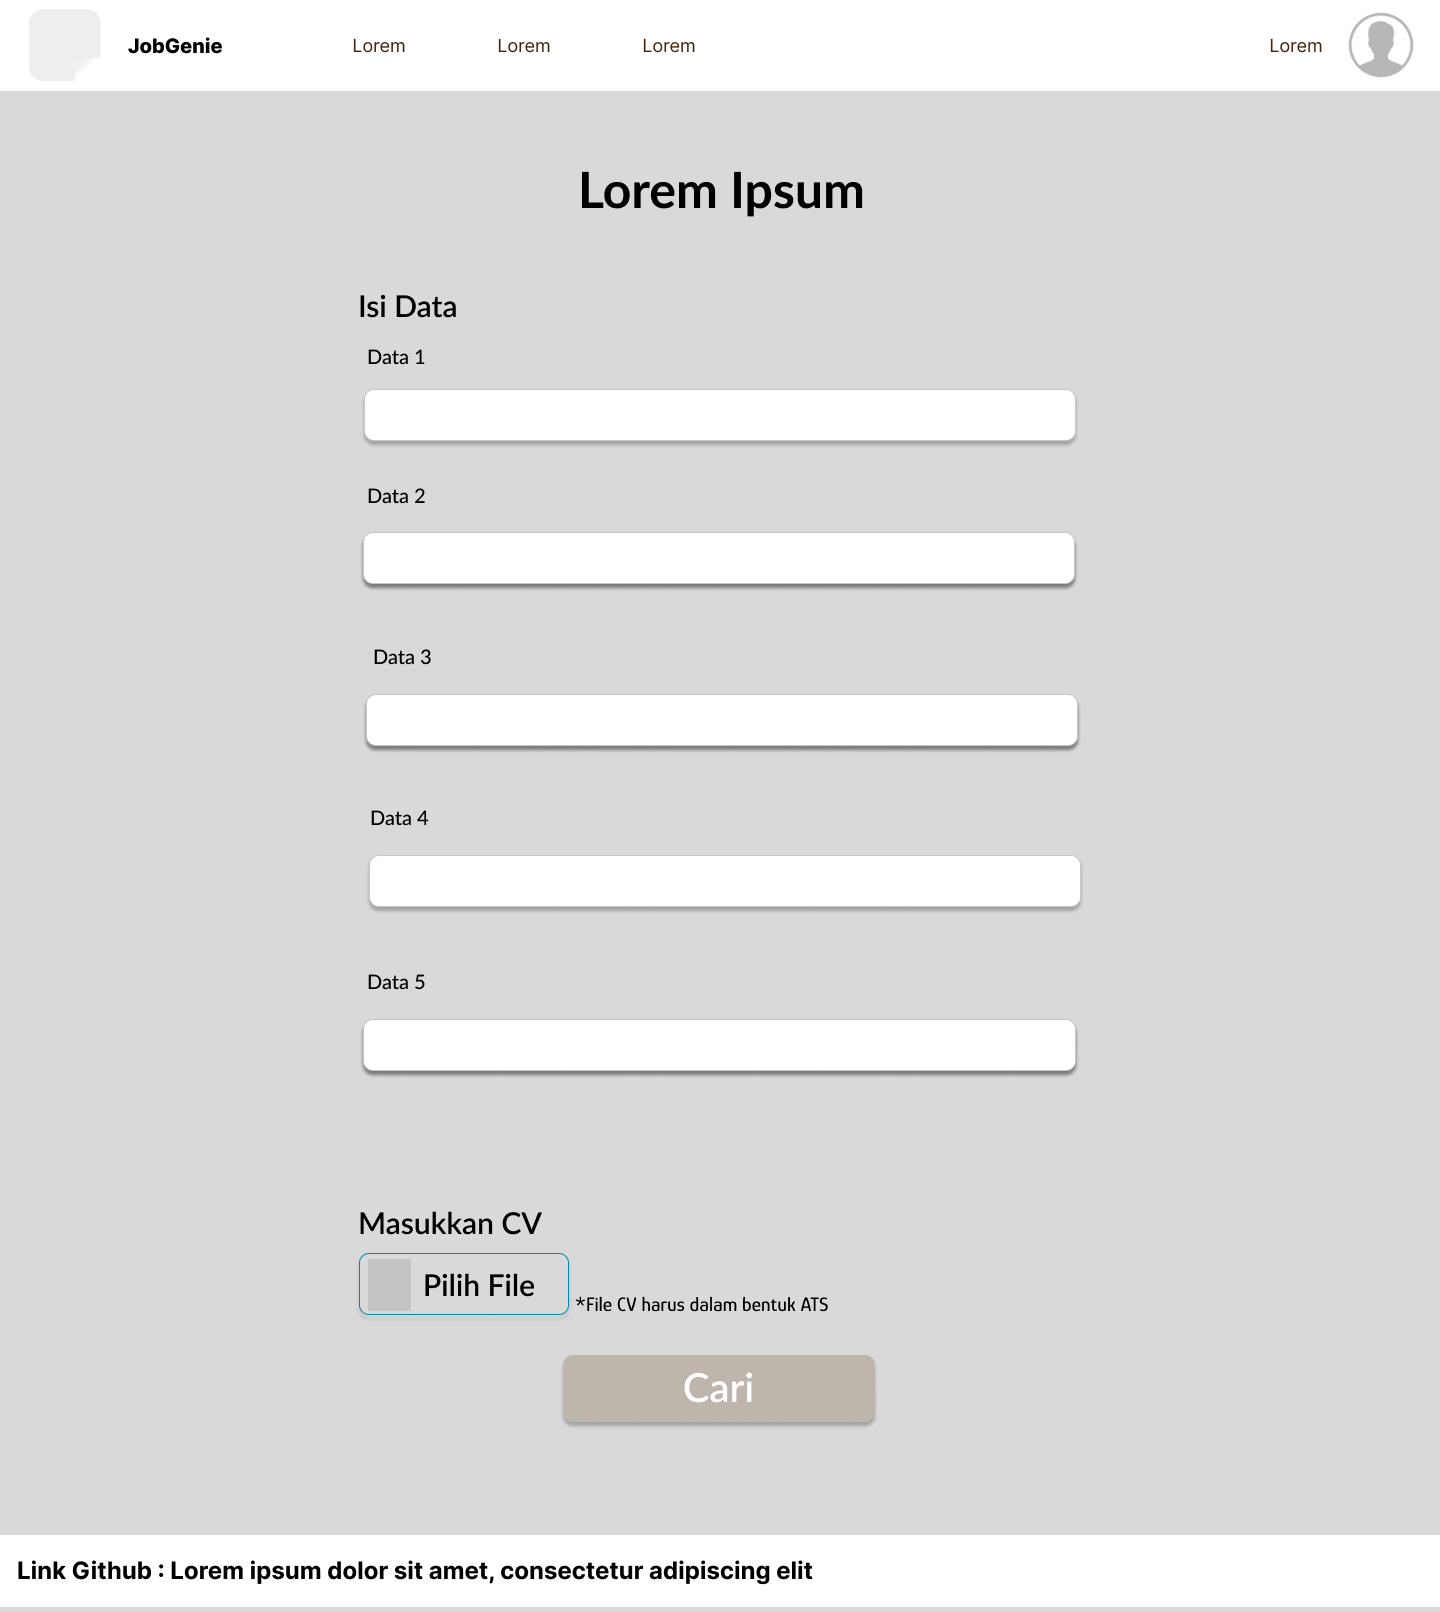 JobGenie Lorem Lorem Lorem Lorem
Lorem Ipsum
Isi Data
Data 1
Data 2
Data 3
Data 4
Data 5
Masukkan CV
Pilih File
*File CV harus dalam bentuk ATS
Cari
Link Github : Lorem ipsum dolor sit amet, consectetur adipiscing elit